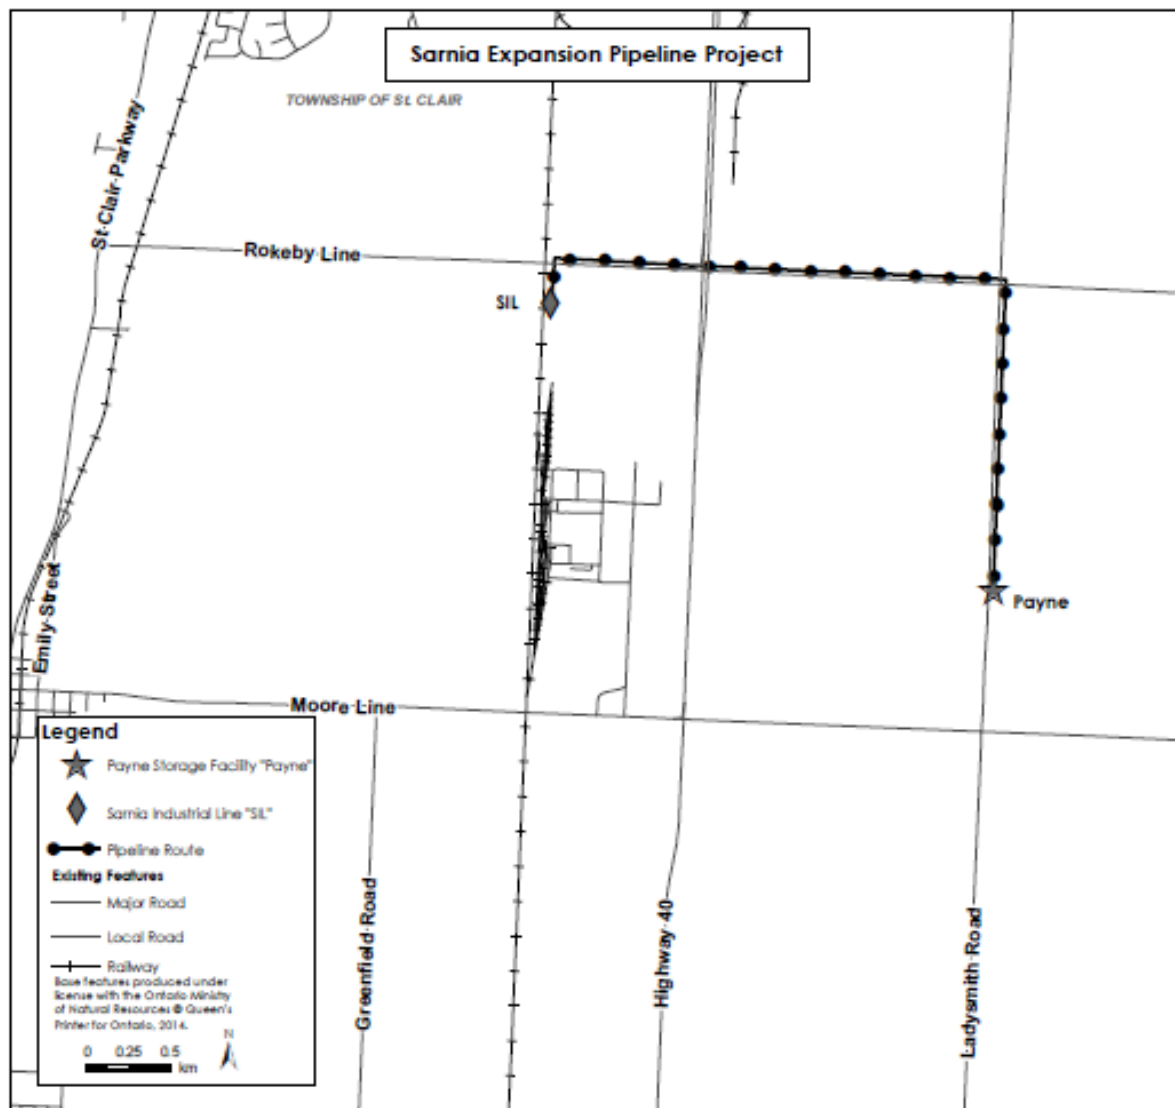 Sarnia Expansion Pipeline Project
TOWNSHIP OF St. CLAIR
St Clair Parkway
Rokeby Line
SIL
Payne
Emily Street
Moore Line
Legend
Payne Storage Facility "Payne"
Sarnia Industrial Line "SIL"
Pipeline Route
Existing Features
Major Road
Local Road
Railway
Base features produced under
license with the Ontario Ministry
of Natural Resources © Queen's
Printer for Ontario, 2014.
N
0 0.25 0.5
km
Greenfield Road
Highway 40
Ladysmith Road